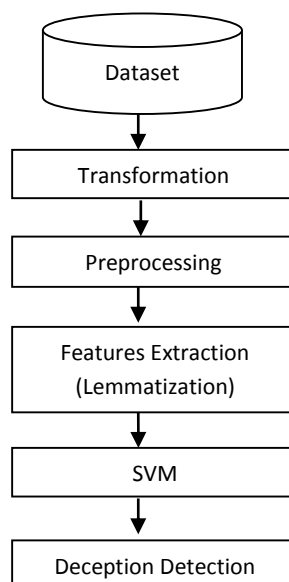 Dataset
Transformation
Preprocessing
Features Extraction
(Lemmatization)
SVM
Deception Detection